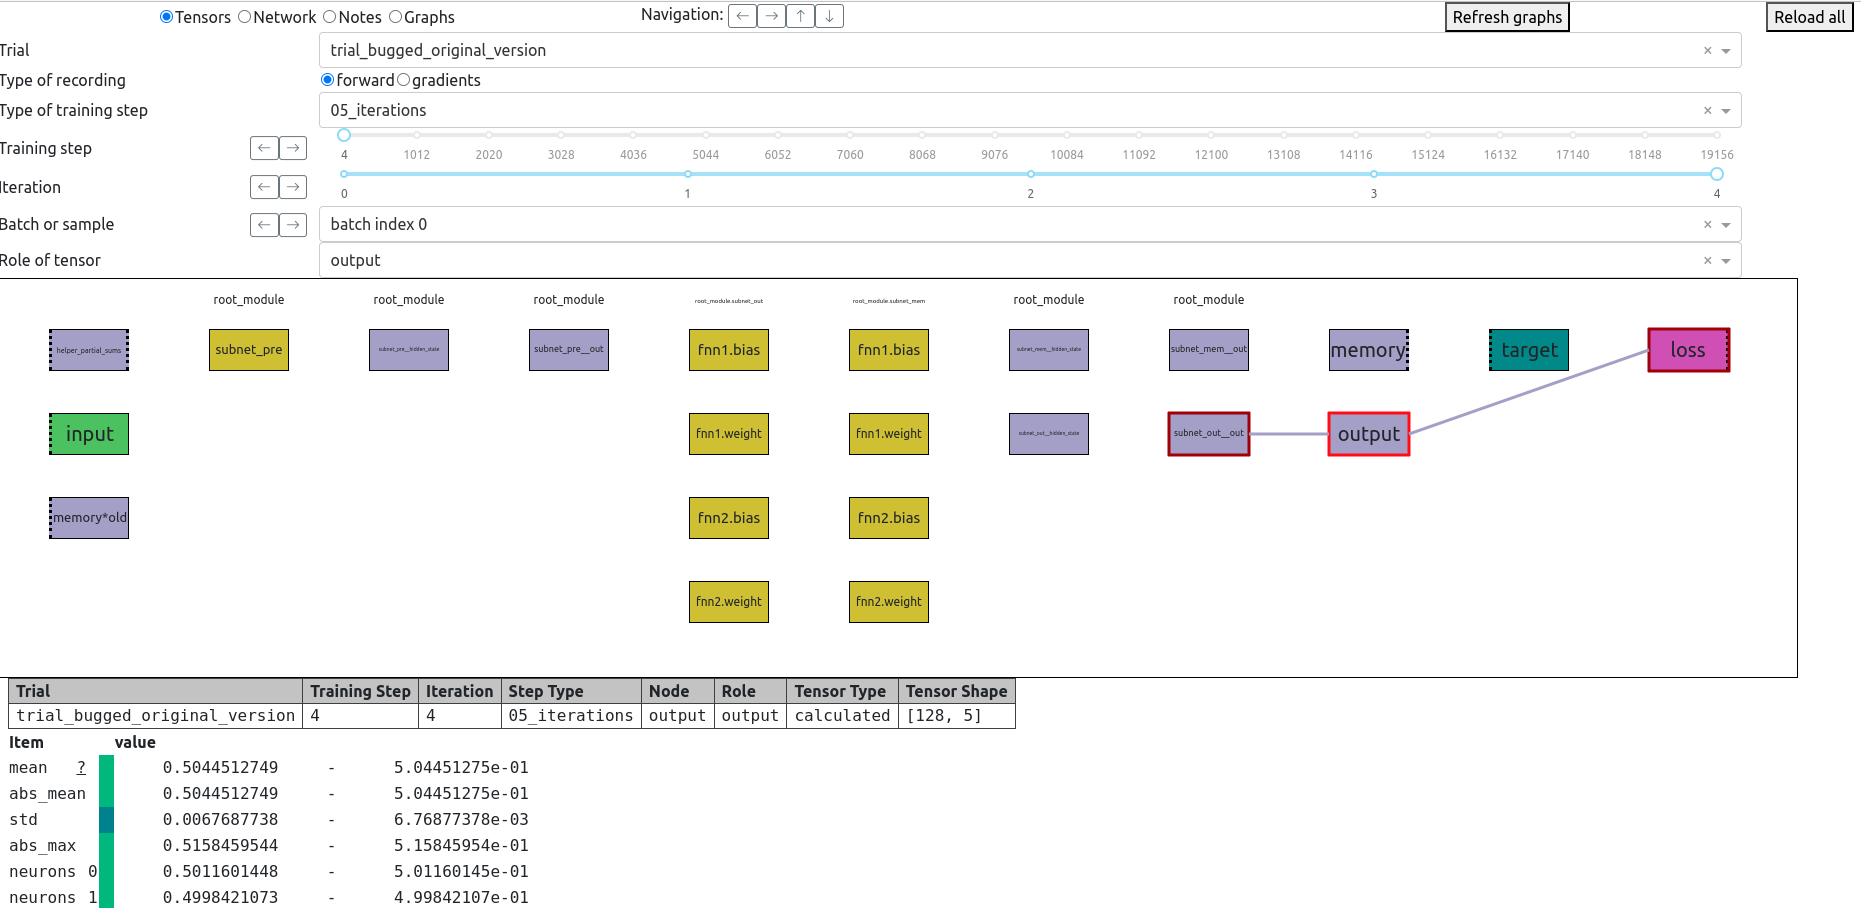 Tensors Network Notes Graphs Navigation: ← → ↑ ↓ Refresh graphs Reload all
Trial trial_bugged_original_version ×
Type of recording forward gradients
Type of training step 05_iterations ×
Training step ← → 4 1012 2020 3028 4036 5044 6052 7060 8068 9076 10084 11092 12100 13108 14116 15124 16132 17140 18148 19156
Iteration ← → 0 1 2 3 4
Batch or sample ← → batch index 0 ×
Role of tensor output ×
root_module root_module root_module root_module.subnet_out root_module.subnet_mem root_module root_module
helper_partial_sums subnet_pre subnet_pre__hidden_state subnet_pre__out fnn1.bias fnn1.bias subnet_mem__hidden_state subnet_mem__out memory target loss
input fnn1.weight fnn1.weight subnet_out__hidden_state subnet_out__out output
memory*old fnn2.bias fnn2.bias
fnn2.weight fnn2.weight
Trial Training Step Iteration Step Type Node Role Tensor Type Tensor Shape
trial_bugged_original_version 4 4 05_iterations output output calculated [128, 5]
Item value
mean ? 0.5044512749 - 5.04451275e-01
abs_mean 0.5044512749 - 5.04451275e-01
std 0.0067687738 - 6.76877378e-03
abs_max 0.5158459544 - 5.15845954e-01
neurons 0 0.5011601448 - 5.01160145e-01
neurons 1 0.4998421073 - 4.99842107e-01